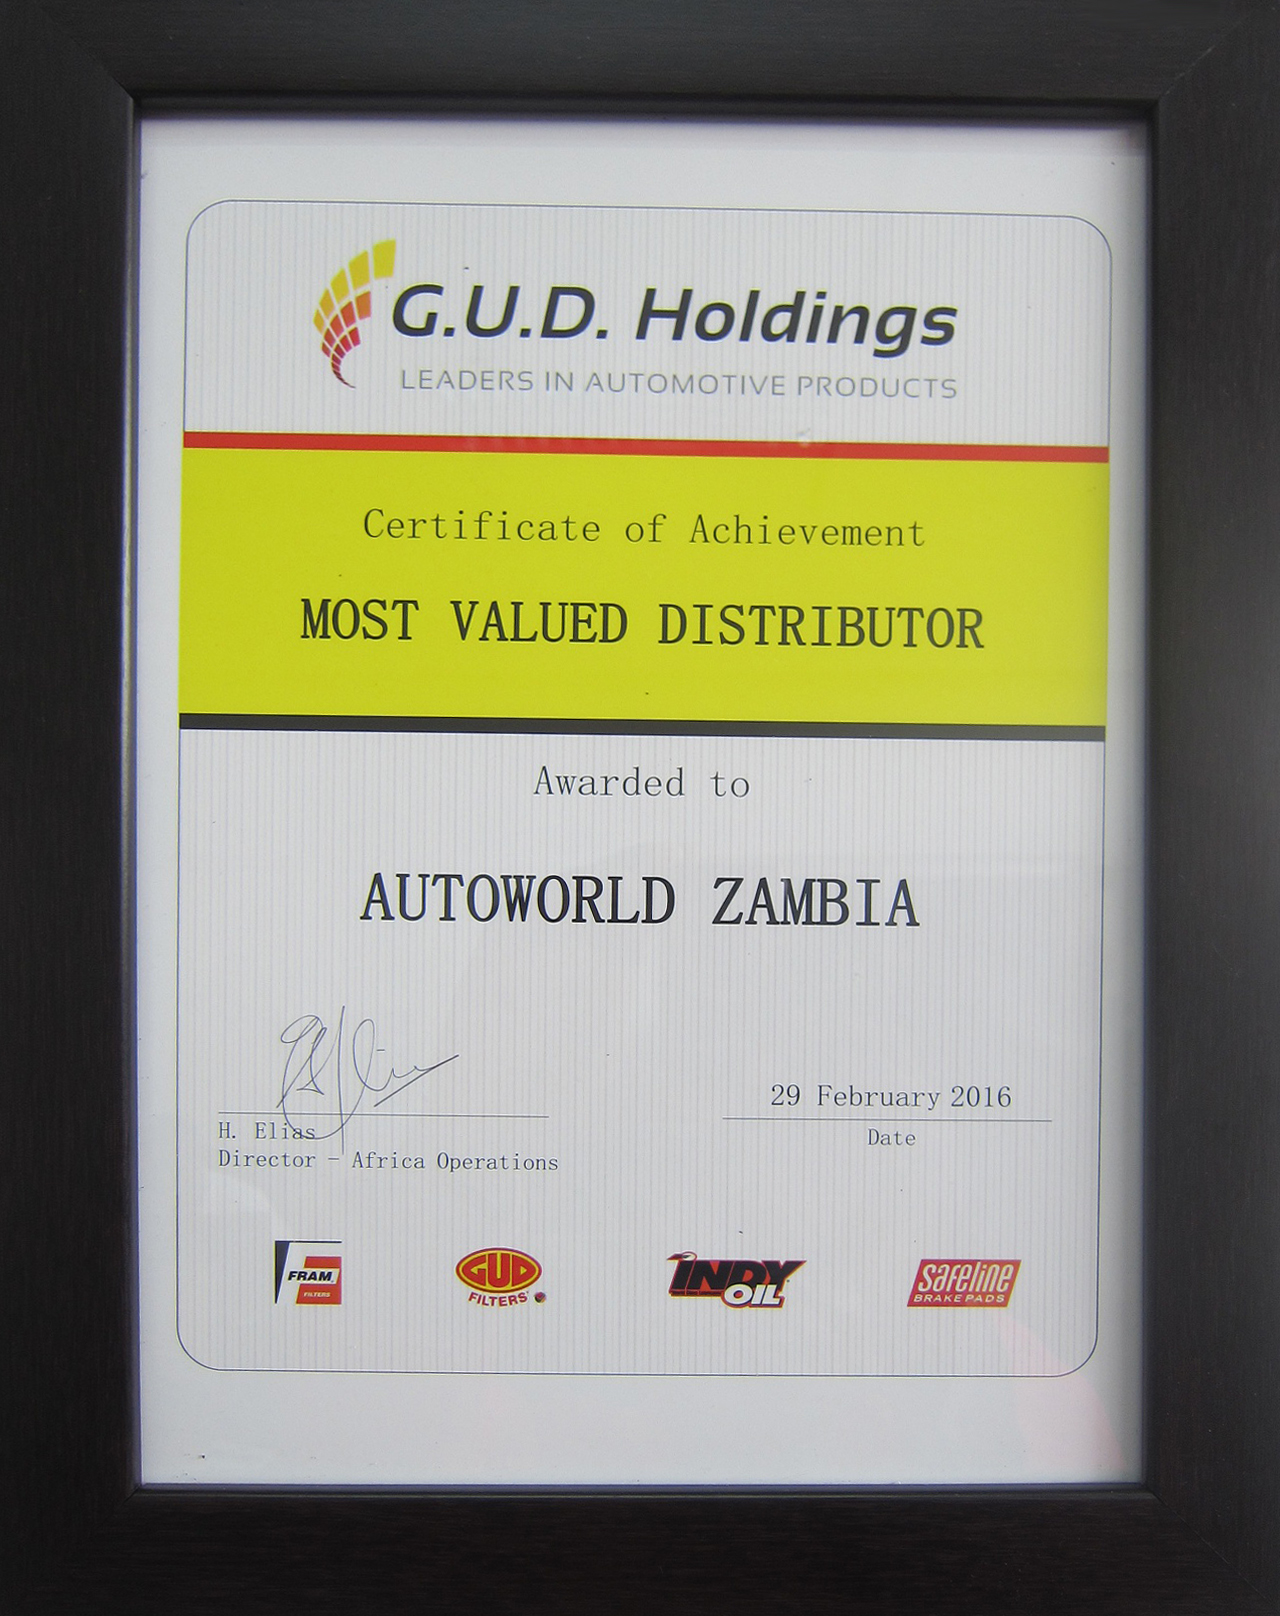 G.U.D. Holdings
LEADERS IN AUTOMOTIVE PRODUCTS
Certificate of Achievement
MOST VALUED DISTRIBUTOR
Awarded to
AUTOWORLD ZAMBIA
29 February 2016
H. Elias
Date
Director - Africa Operations
FRAM
FILTERS
GUD
FILTERS
INDY
OIL
Safeline
BRAKE PADS